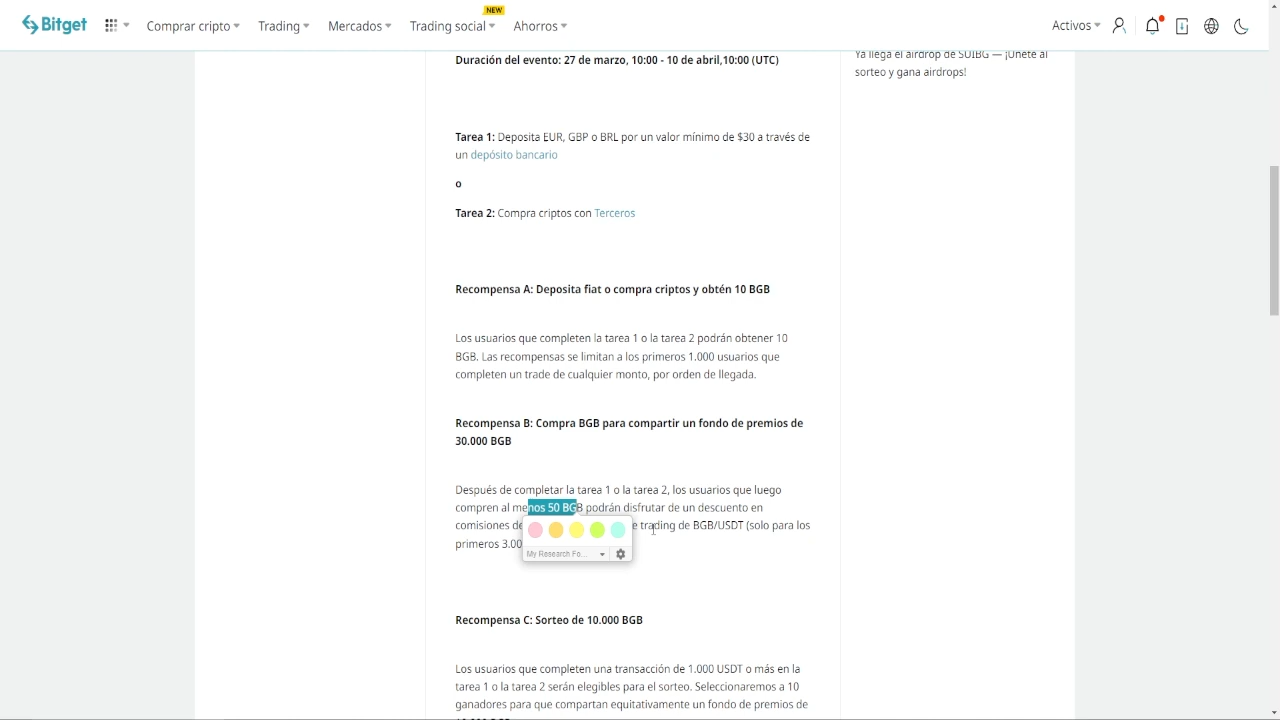 Bitget
Comprar cripto
Trading
Mercados
Trading social
NEW
Ahorros
Activos
Duración del evento: 27 de marzo, 10:00 - 10 de abril,10:00 (UTC)
Ya llega el airdrop de SUIBG — ¡Únete al
sorteo y gana airdrops!
Tarea 1: Deposita EUR, GBP o BRL por un valor mínimo de $30 a través de
un depósito bancario
o
Tarea 2: Compra criptos con Terceros
Recompensa A: Deposita fiat o compra criptos y obtén 10 BGB
Los usuarios que completen la tarea 1 o la tarea 2 podrán obtener 10
BGB. Las recompensas se limitan a los primeros 1.000 usuarios que
completen un trade de cualquier monto, por orden de llegada.
Recompensa B: Compra BGB para compartir un fondo de premios de
30.000 BGB
Después de completar la tarea 1 o la tarea 2, los usuarios que luego
compren al menos 50 BGB podrán disfrutar de un descuento en
comisiones de e trading de BGB/USDT (solo para los
primeros 3.00
My Research Fo...
Recompensa C: Sorteo de 10.000 BGB
Los usuarios que completen una transacción de 1.000 USDT o más en la
tarea 1 o la tarea 2 serán elegibles para el sorteo. Seleccionaremos a 10
ganadores para que compartan equitativamente un fondo de premios de